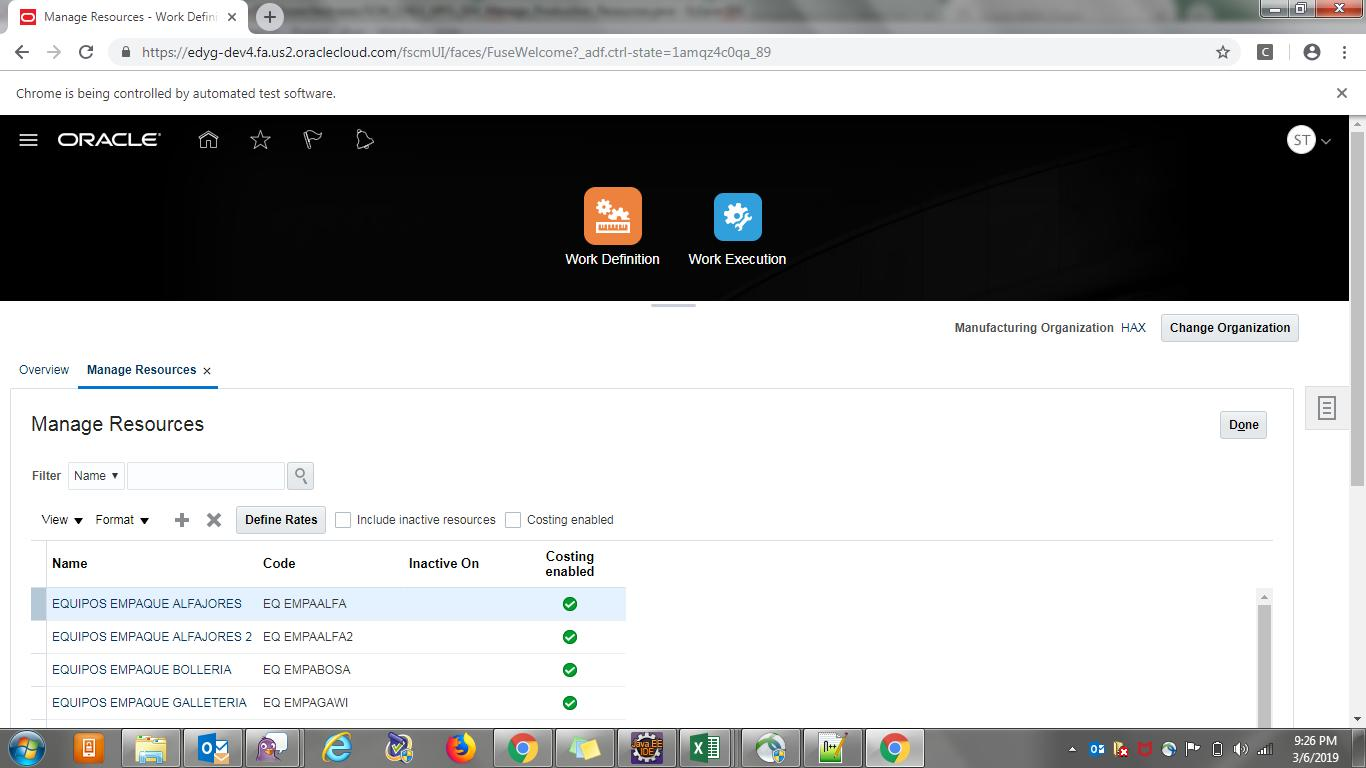 Manage Resources - Work Defini
https://edyg-dev4.fa.us2.oraclecloud.com/fscmUI/faces/FuseWelcome?_adf.ctrl-state=1amqz4c0qa_89
C
Chrome is being controlled by automated test software.
ORACLE
ST
Work Definition Work Execution
Manufacturing Organization HAX Change Organization
Overview Manage Resources
Manage Resources
Done
Filter Name
View Format Define Rates Include inactive resources Costing enabled
Name Code Inactive On Costing enabled
EQUIPOS EMPAQUE ALFAJORES EQ EMPAALFA
EQUIPOS EMPAQUE ALFAJORES 2 EQ EMPAALFA2
EQUIPOS EMPAQUE BOLLERIA EQ EMPABOSA
EQUIPOS EMPAQUE GALLETERIA EQ EMPAGAWI
Java EE
IDE
9:26 PM
3/6/2019